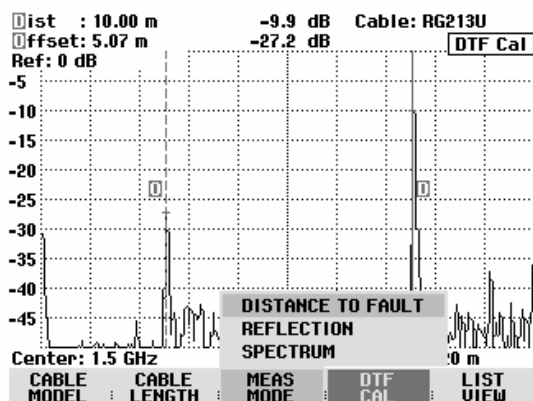 Dist : 10.00 m -9.9 dB Cable: RG213U
Offset: 5.07 m -27.2 dB DTF Cal
Ref: 0 dB
-5
-10
-15
-20
D D
-25
-30
-35
-40
DISTANCE TO FAULT
-45
REFLECTION
SPECTRUM
Center: 1.5 GHz 20 m
CABLE MODEL CABLE LENGTH MEAS MODE DTF CAL LIST VIEW